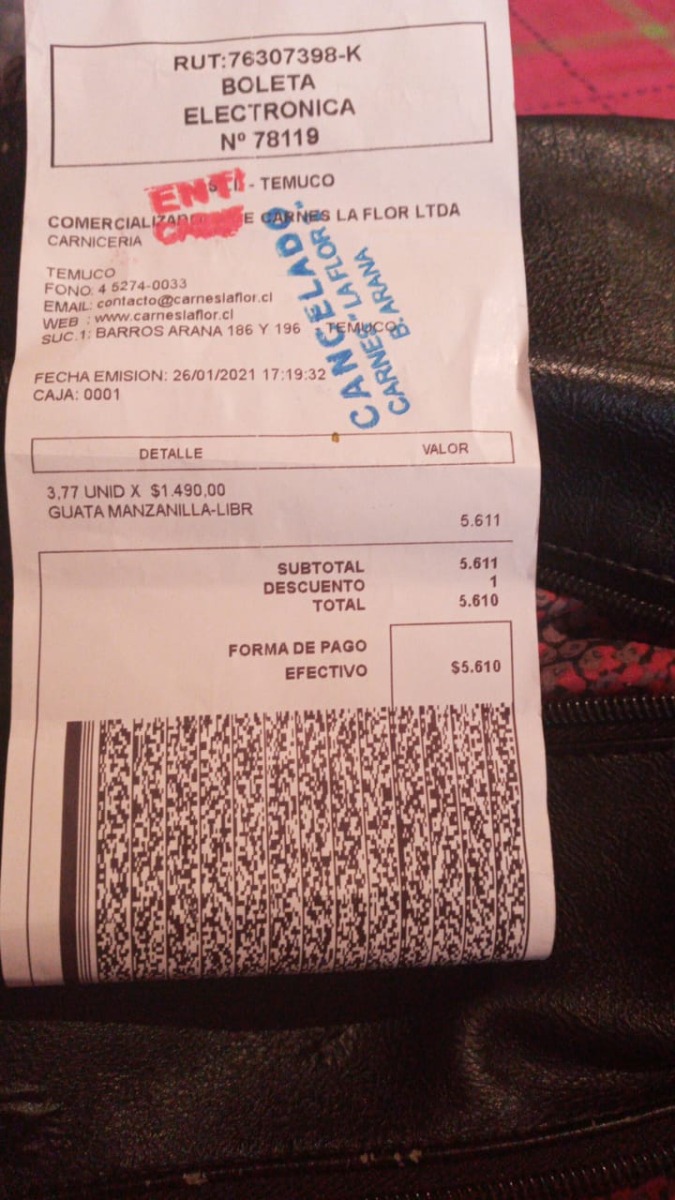 RUT:76307398-K
BOLETA
ELECTRONICA
Nº 78119
- TEMUCO
COMERCIALIZADORA DE CARNES LA FLOR LTDA
CARNICERIA
TEMUCO
FONO: 4 5274-0033
EMAIL: contacto@carneslaflor.cl
WEB : www.carneslaflor.cl
SUC.1: BARROS ARANA 186 Y 196 - TEMUCO
CANCELADO
CARNES LA FLOR
B. ARANA
FECHA EMISION: 26/01/2021 17:19:32
CAJA: 0001
DETALLE VALOR
3,77 UNID X $1.490,00
GUATA MANZANILLA-LIBR 5.611
SUBTOTAL 5.611
DESCUENTO 1
TOTAL 5.610
FORMA DE PAGO
EFECTIVO $5.610